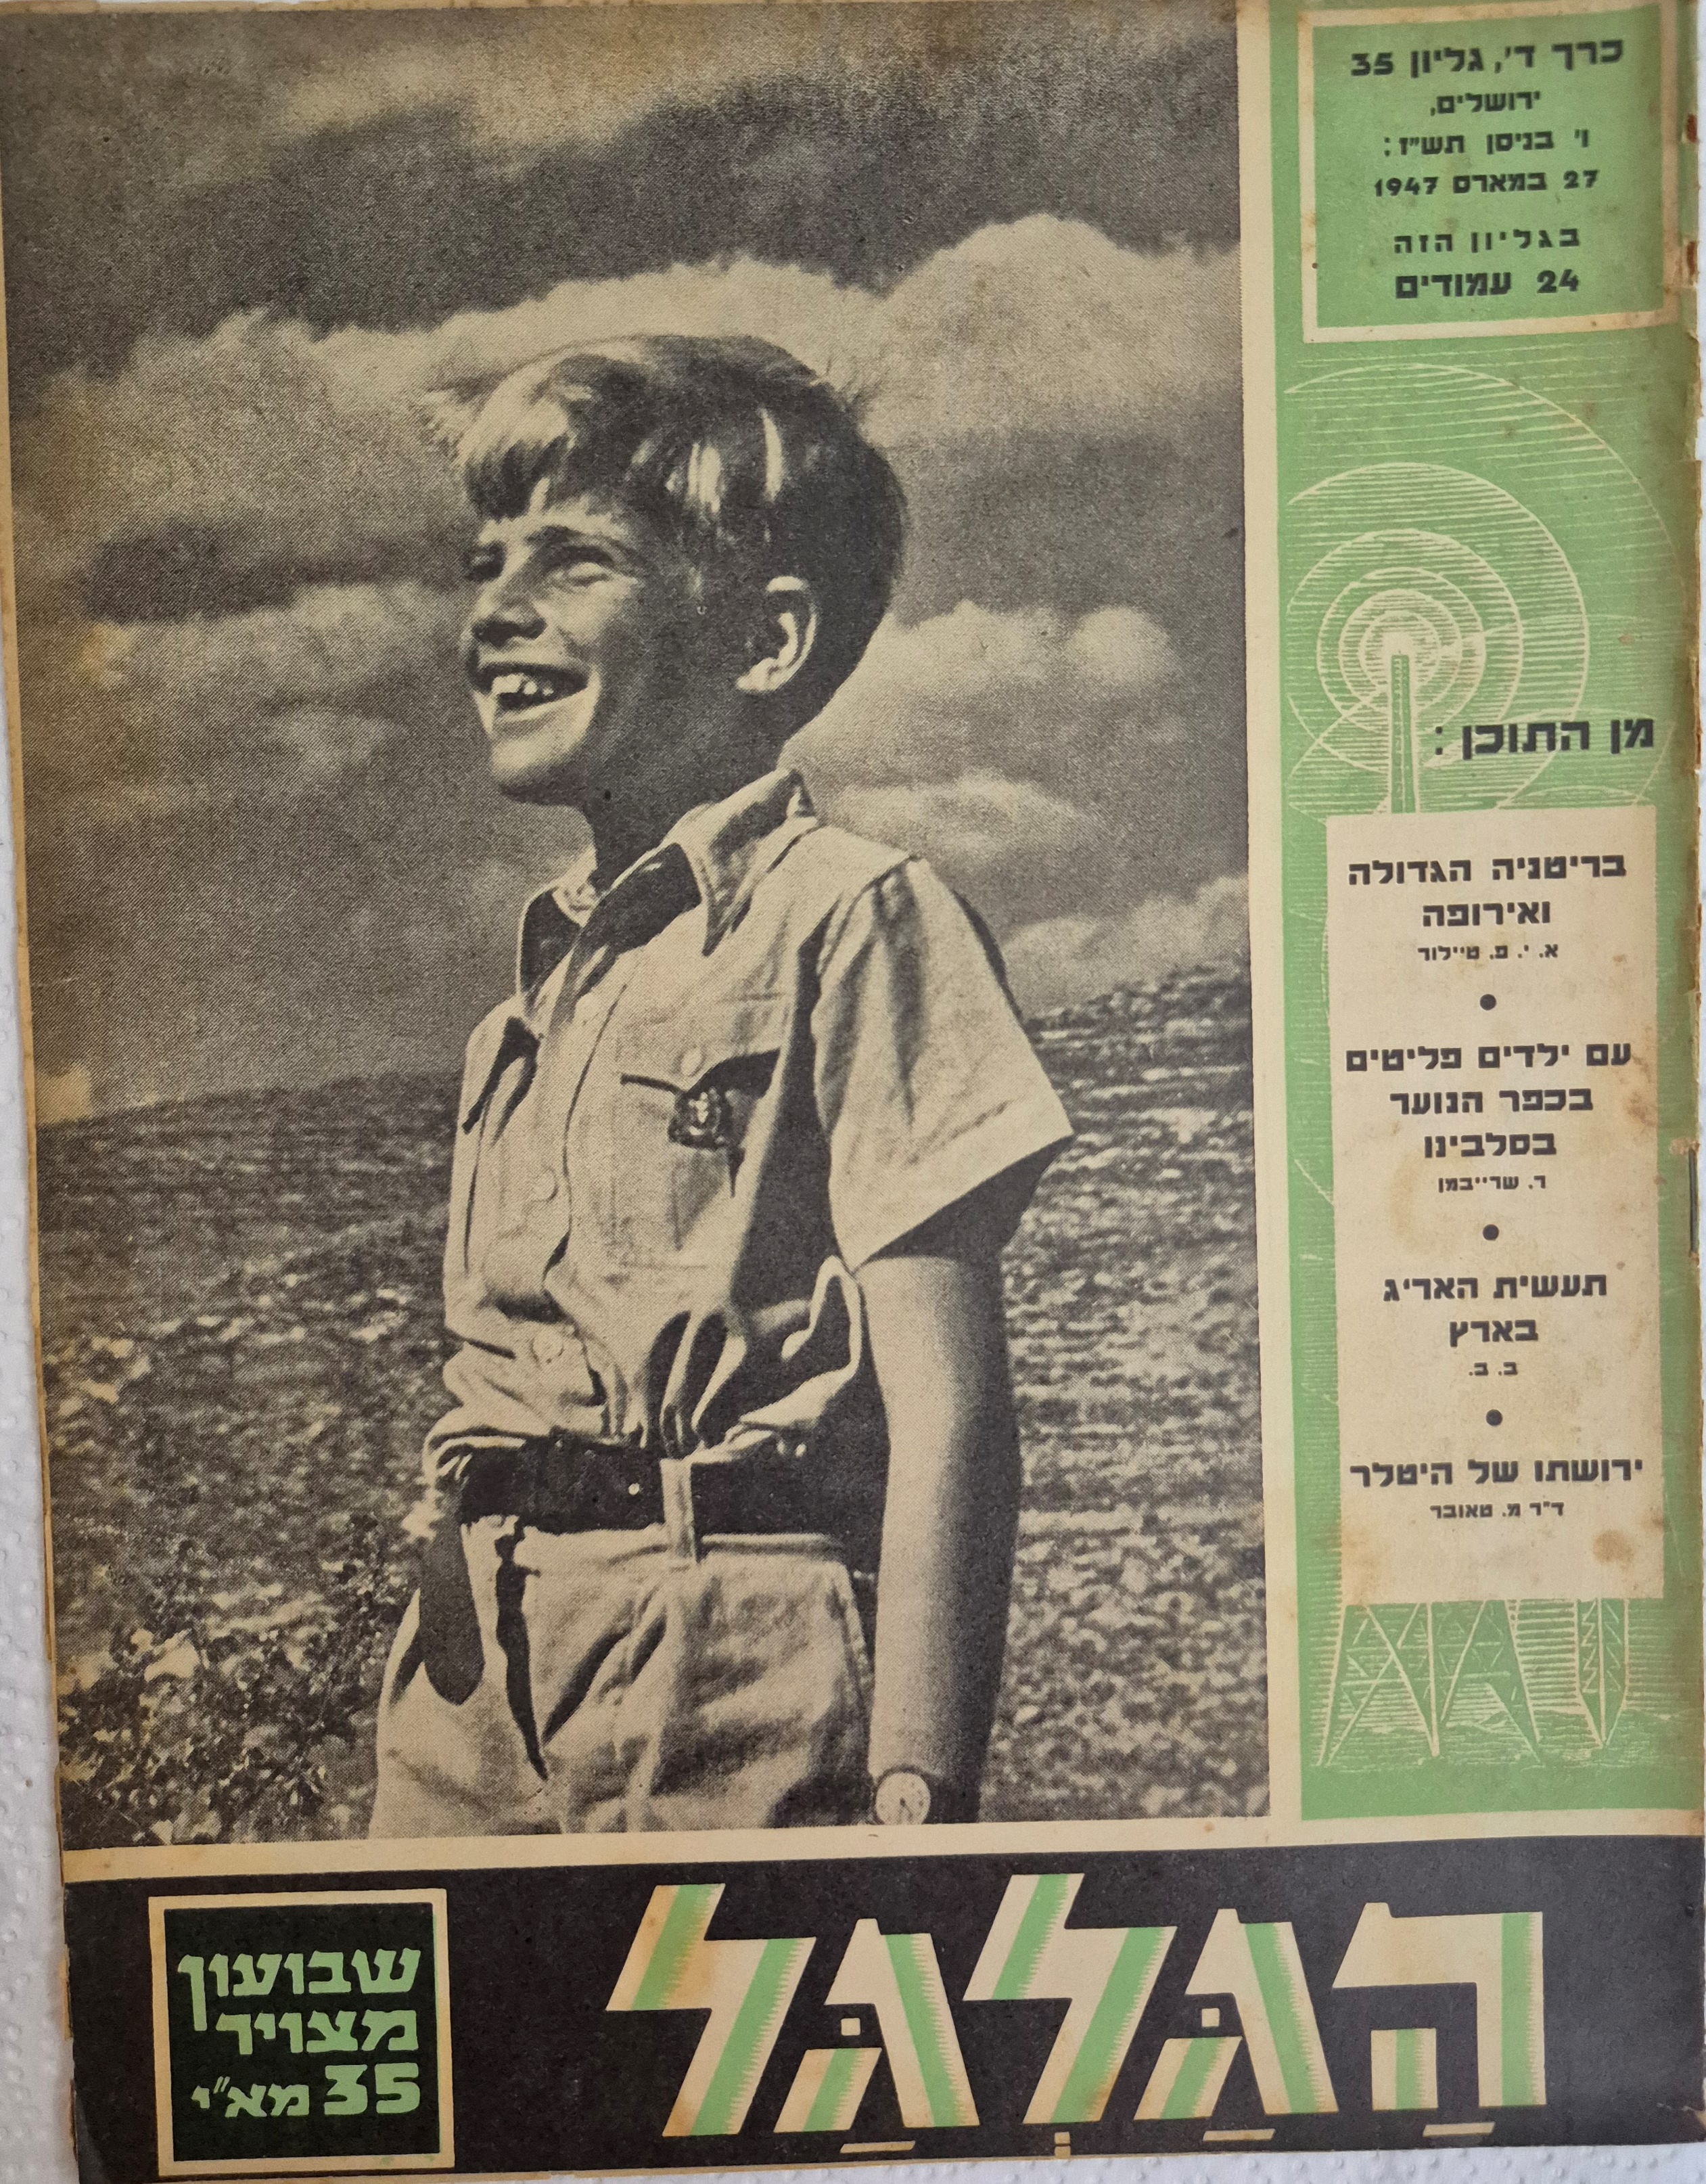 כרך ד', גליון 35
ירושלים,
ו' בניסן תש"ז;
27 במארס 1947
בגליון הזה
24 עמודים
מן התוכן:
בריטניה הגדולה
ואירופה
א. י. פ. טיילור
●
עם ילדים פליטים
בכפר הנוער
בסלבינו
ר. שרייבמן
●
תעשית האריג
בארץ
ב. ב.
●
ירושתו של היטלר
ד"ר מ. טאובר
הַגַּלְגַּל
שבועון
מצויר
35 מא"י